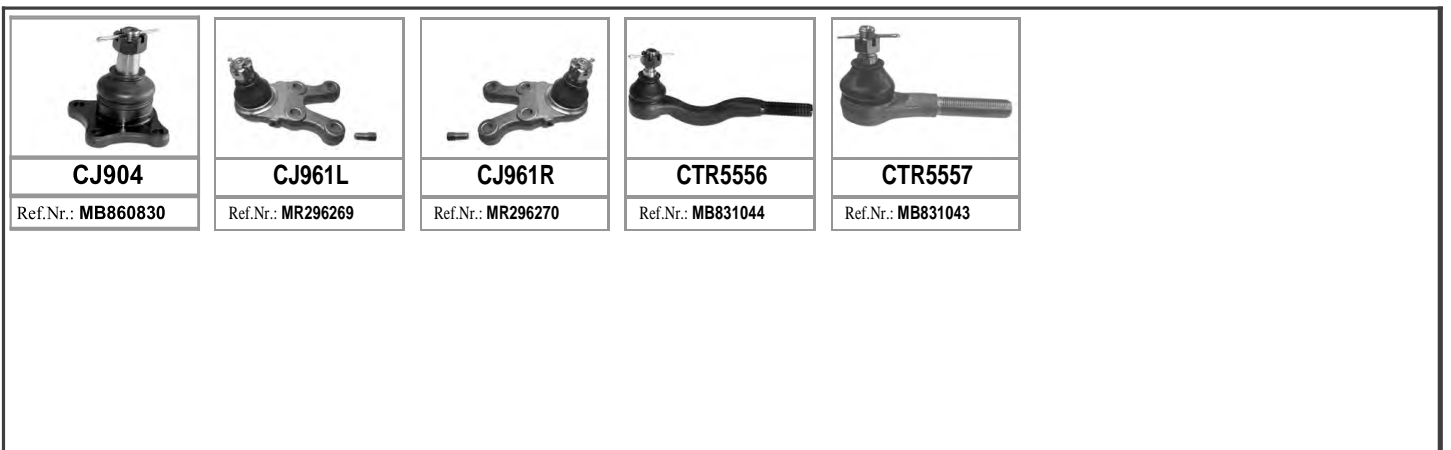 CJ904
CJ961L
CJ961R
CTR5556
CTR5557
Ref.Nr.: MB860830
Ref.Nr.: MR296269
Ref.Nr.: MR296270
Ref.Nr.: MB831044
Ref.Nr.: MB831043